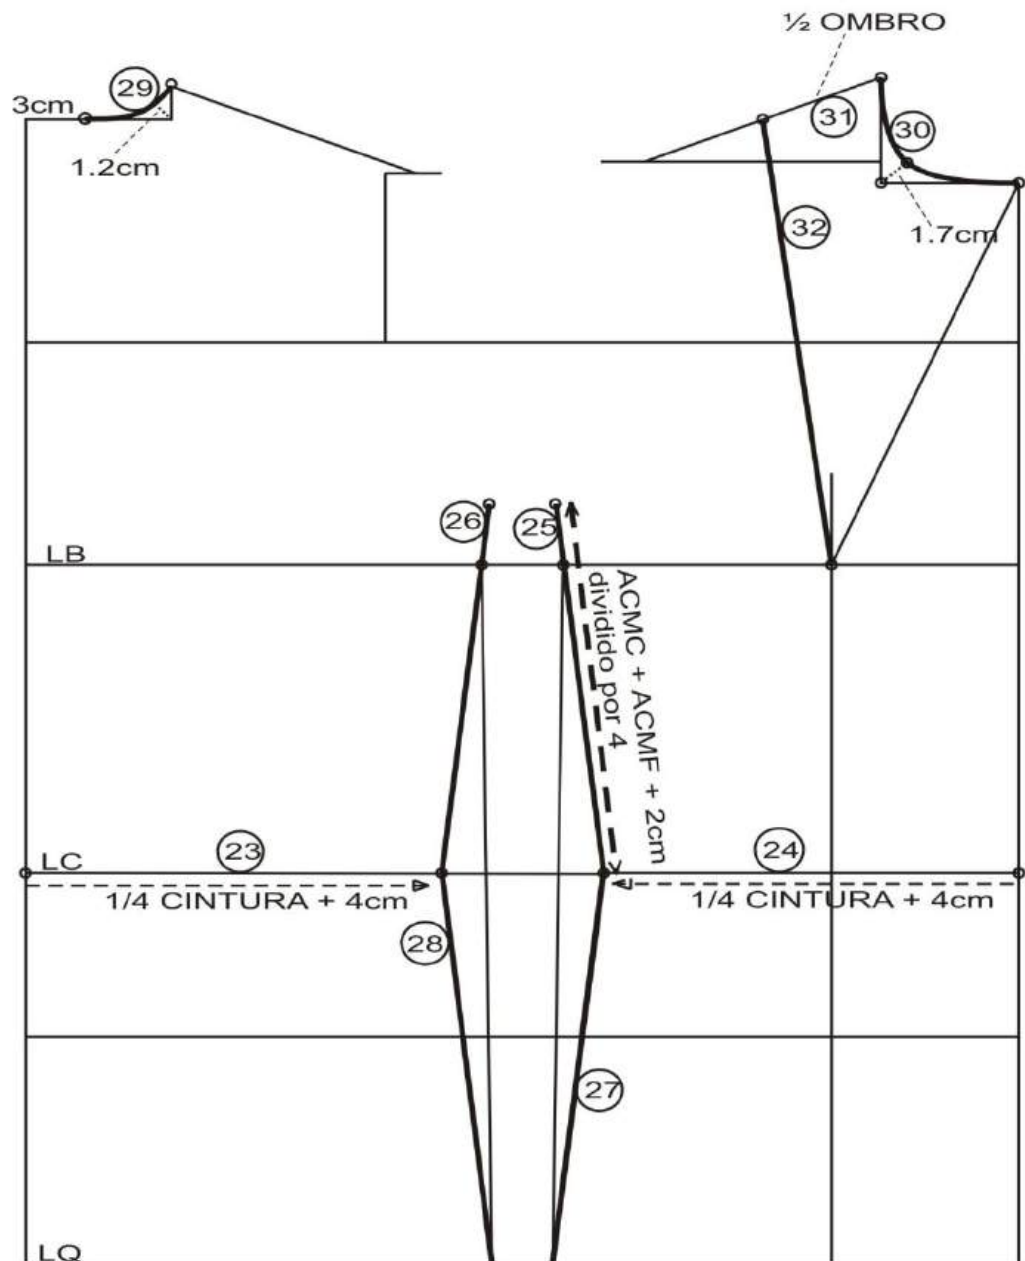 ½ OMBRO
29
3cm
31
30
1.2cm
32
1.7cm
26
25
LB
ACMC + ACMF + 2cm
dividido por 4
23
24
LC
1/4 CINTURA + 4cm
1/4 CINTURA + 4cm
28
27
LQ